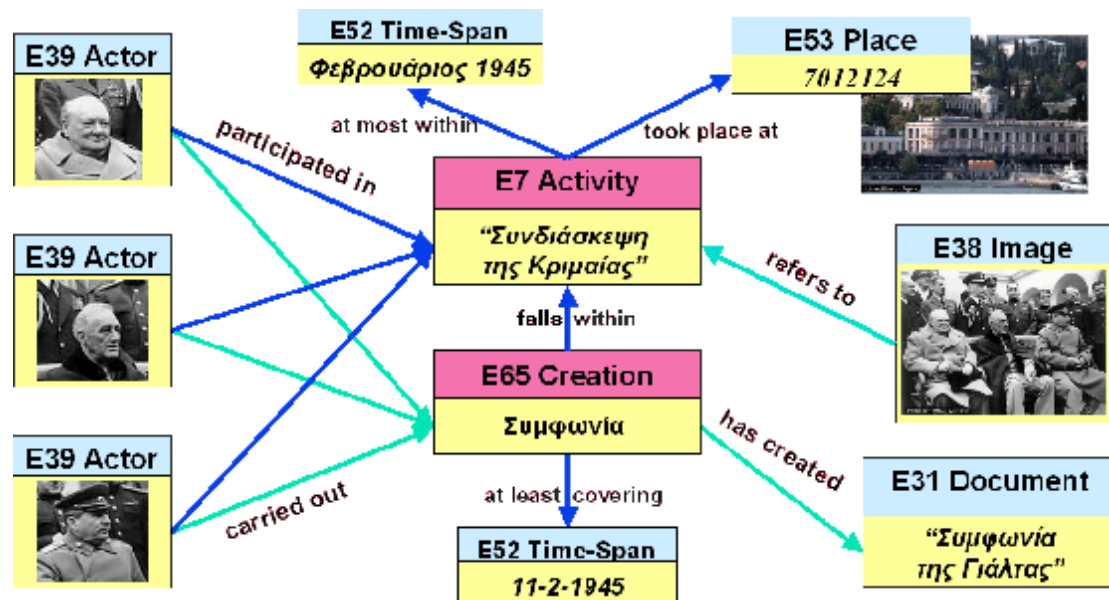 E39 Actor
E52 Time-Span
Φεβρουάριος 1945
E53 Place
7012124
participated in
at most within
took place at
E7 Activity
“Συνδιάσκεψη
της Κριμαίας”
E39 Actor
refers to
E38 Image
falls within
E65 Creation
Συμφωνία
E39 Actor
carried out
at least covering
has created
E31 Document
“Συμφωνία
της Γιάλτας”
E52 Time-Span
11-2-1945